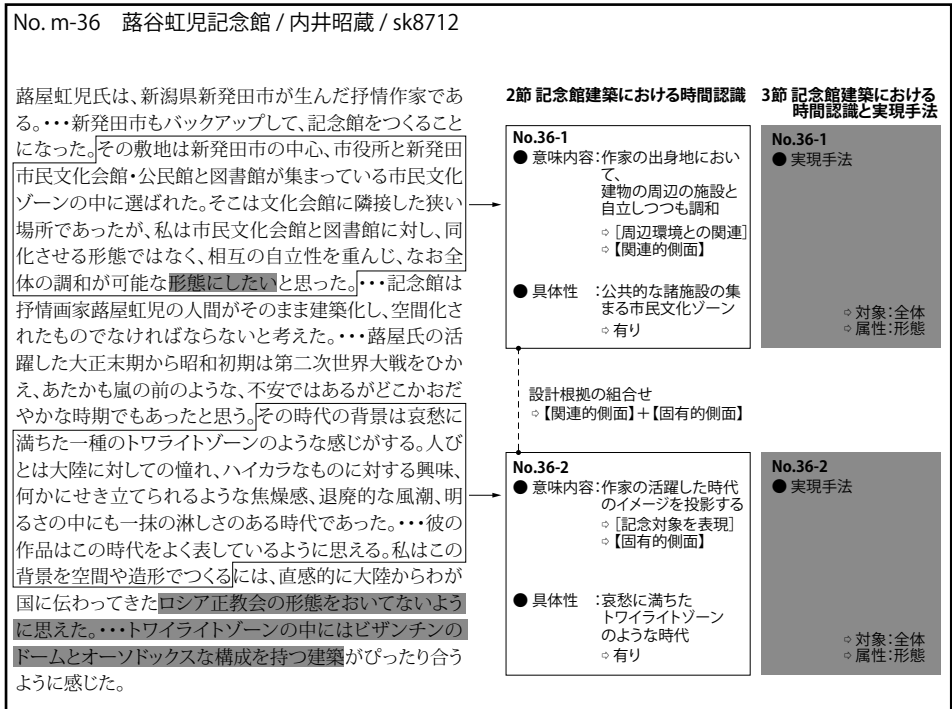 No. m-36　蕗谷虹児記念館 / 内井昭蔵 / sk8712
蕗屋虹児氏は、新潟県新発田市が生んだ抒情作家であ
る。・・・新発田市もバックアップして、記念館をつくること
になった。その敷地は新発田市の中心、市役所と新発田
市民文化会館・公民館と図書館が集まっている市民文化
ゾーンの中に選ばれた。そこは文化会館に隣接した狭い
場所であったが、私は市民文化会館と図書館に対し、同
化させる形態ではなく、相互の自立性を重んじ、なお全
体の調和が可能な形態にしたいと思った。・・・記念館は
抒情画家蕗屋虹児の人間がそのまま建築化し、空間化さ
れたものでなければならないと考えた。・・・蕗屋氏の活
躍した大正末期から昭和初期は第二次世界大戦をひか
え、あたかも嵐の前のような、不安ではあるがどこかおだ
やかな時期でもあったと思う。その時代の背景は哀愁に
満ちた一種のトワライトゾーンのような感じがする。人び
とは大陸に対しての憧れ、ハイカラなものに対する興味、
何かにせき立てられるような焦燥感、退廃的な風潮、明
るさの中にも一抹の淋しさのある時代であった。・・・彼の
作品はこの時代をよく表しているように思える。私はこの
背景を空間や造形でつくるには、直感的に大陸からわが
国に伝わってきたロシア正教会の形態をおいてないよう
に思えた。・・・トワイライトゾーンの中にはビザンチンの
ドームとオーソドックスな構成を持つ建築がぴったり合う
ように感じた。
2節 記念館建築における時間認識
No.36-1
● 意味内容：作家の出身地におい
て、
建物の周辺の施設と
自立しつつも調和
⇨［周辺環境との関連］
⇨【関連的側面】
● 具体性　：公共的な諸施設の集
まる市民文化ゾーン
⇨有り
設計根拠の組合せ
⇨【関連的側面】＋【固有的側面】
No.36-2
● 意味内容：作家の活躍した時代
のイメージを投影する
⇨［記念対象を表現］
⇨【固有的側面】
● 具体性　：哀愁に満ちた
トワイライトゾーン
のような時代
⇨有り
3節 記念館建築における
時間認識と実現手法
No.36-1
● 実現手法
⇨対象：全体
⇨属性：形態
No.36-2
● 実現手法
⇨対象：全体
⇨属性：形態